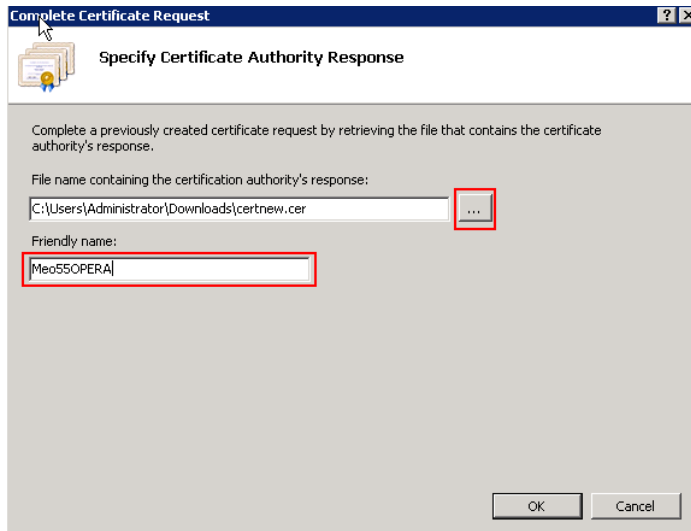 Complete Certificate Request
Specify Certificate Authority Response
Complete a previously created certificate request by retrieving the file that contains the certificate
authority's response.
File name containing the certification authority's response:
C:\Users\Administrator\Downloads\certnew.cer
...
Friendly name:
Meo55OPERA
OK
Cancel